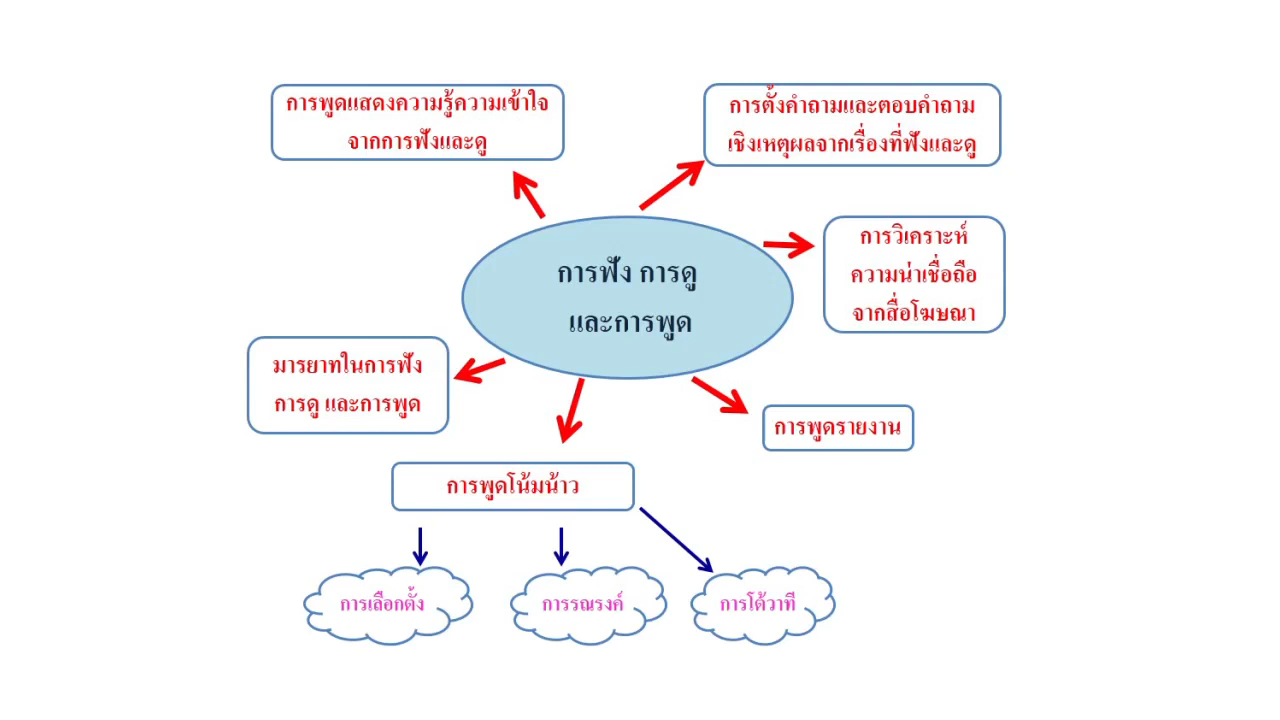 การพูดแสดงความรู้ความเข้าใจ
จากการฟังและดู
การตั้งคำถามและตอบคำถาม
เชิงเหตุผลจากเรื่องที่ฟังและดู
การฟัง การดู
และการพูด
การวิเคราะห์
ความน่าเชื่อถือ
จากสื่อโฆษณา
มารยาทในการฟัง
การดู และการพูด
การพูดรายงาน
การพูดโน้มน้าว
การเลือกตั้ง
การรณรงค์
การโต้วาที